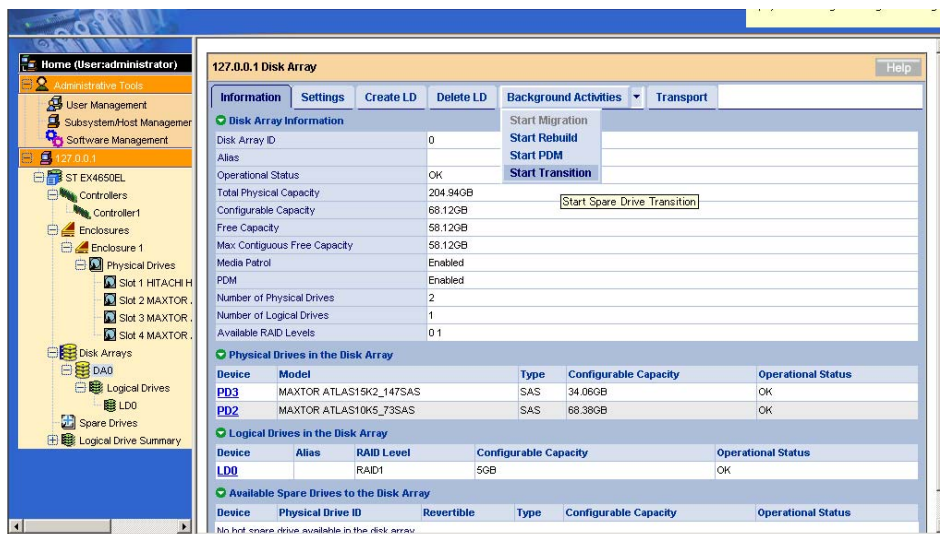 Home (User:administrator)
Administrative Tools
User Management
Subsystem/Host Managemer
Software Management
127.0.0.1
ST EX4650EL
Controllers
Controller1
Enclosures
Enclosure 1
Physical Drives
Slot 1 HITACHI H
Slot 2 MAXTOR
Slot 3 MAXTOR
Slot 4 MAXTOR
Disk Arrays
DA0
Logical Drives
LD0
Spare Drives
Logical Drive Summary
127.0.0.1 Disk Array
Help
Information Settings Create LD Delete LD Background Activities Transport
Start Migration
Start Rebuild
Start PDM
Start Transition
Start Spare Drive Transition
Disk Array Information
Disk Array ID 0
Alias
Operational Status OK
Total Physical Capacity 204.94GB
Configurable Capacity 68.12GB
Free Capacity 58.12GB
Max Contiguous Free Capacity 58.12GB
Media Patrol Enabled
PDM Enabled
Number of Physical Drives 2
Number of Logical Drives 1
Available RAID Levels 0 1
Physical Drives in the Disk Array
Device Model Type Configurable Capacity Operational Status
PD3 MAXTOR ATLAS15K2_147SAS SAS 34.06GB OK
PD2 MAXTOR ATLAS10K5_73SAS SAS 68.38GB OK
Logical Drives in the Disk Array
Device Alias RAID Level Configurable Capacity Operational Status
LD0 RAID1 5GB OK
Available Spare Drives to the Disk Array
Device Physical Drive ID Revertible Type Configurable Capacity Operational Status
No hot spare drive available in the disk array